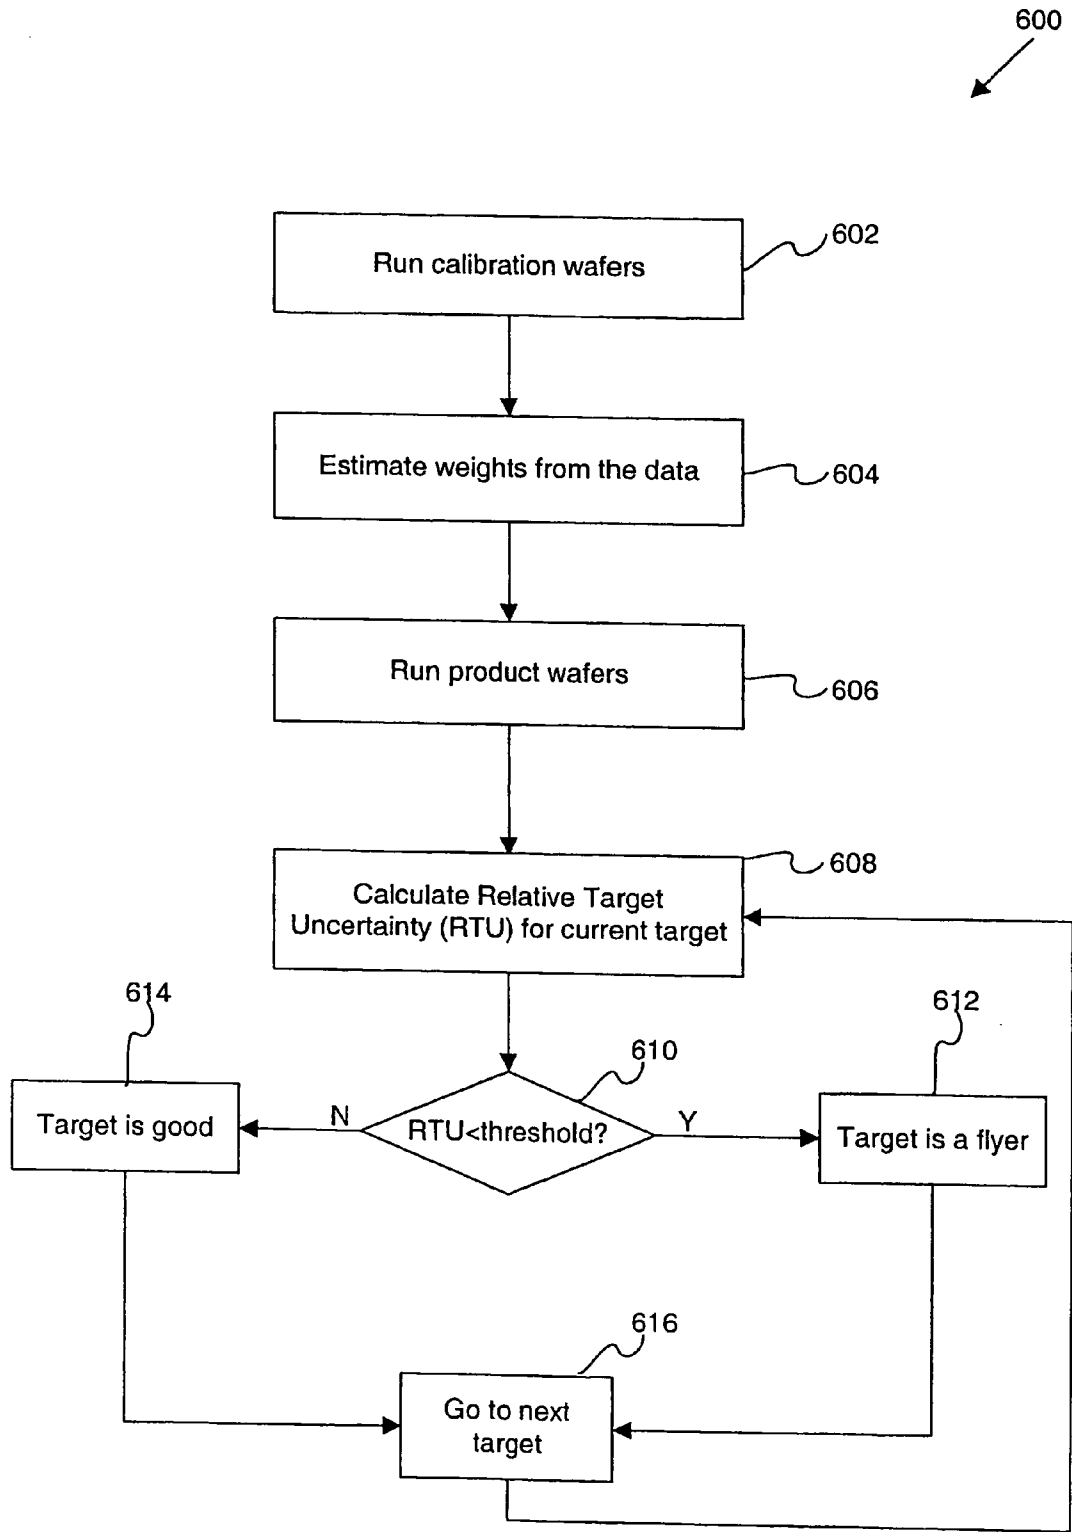 600
Run calibration wafers
602
Estimate weights from the data
604
Run product wafers
606
Calculate Relative Target
Uncertainty (RTU) for current target
608
614
612
610
Target is good
N
RTU<threshold?
Y
Target is a flyer
616
Go to next
target